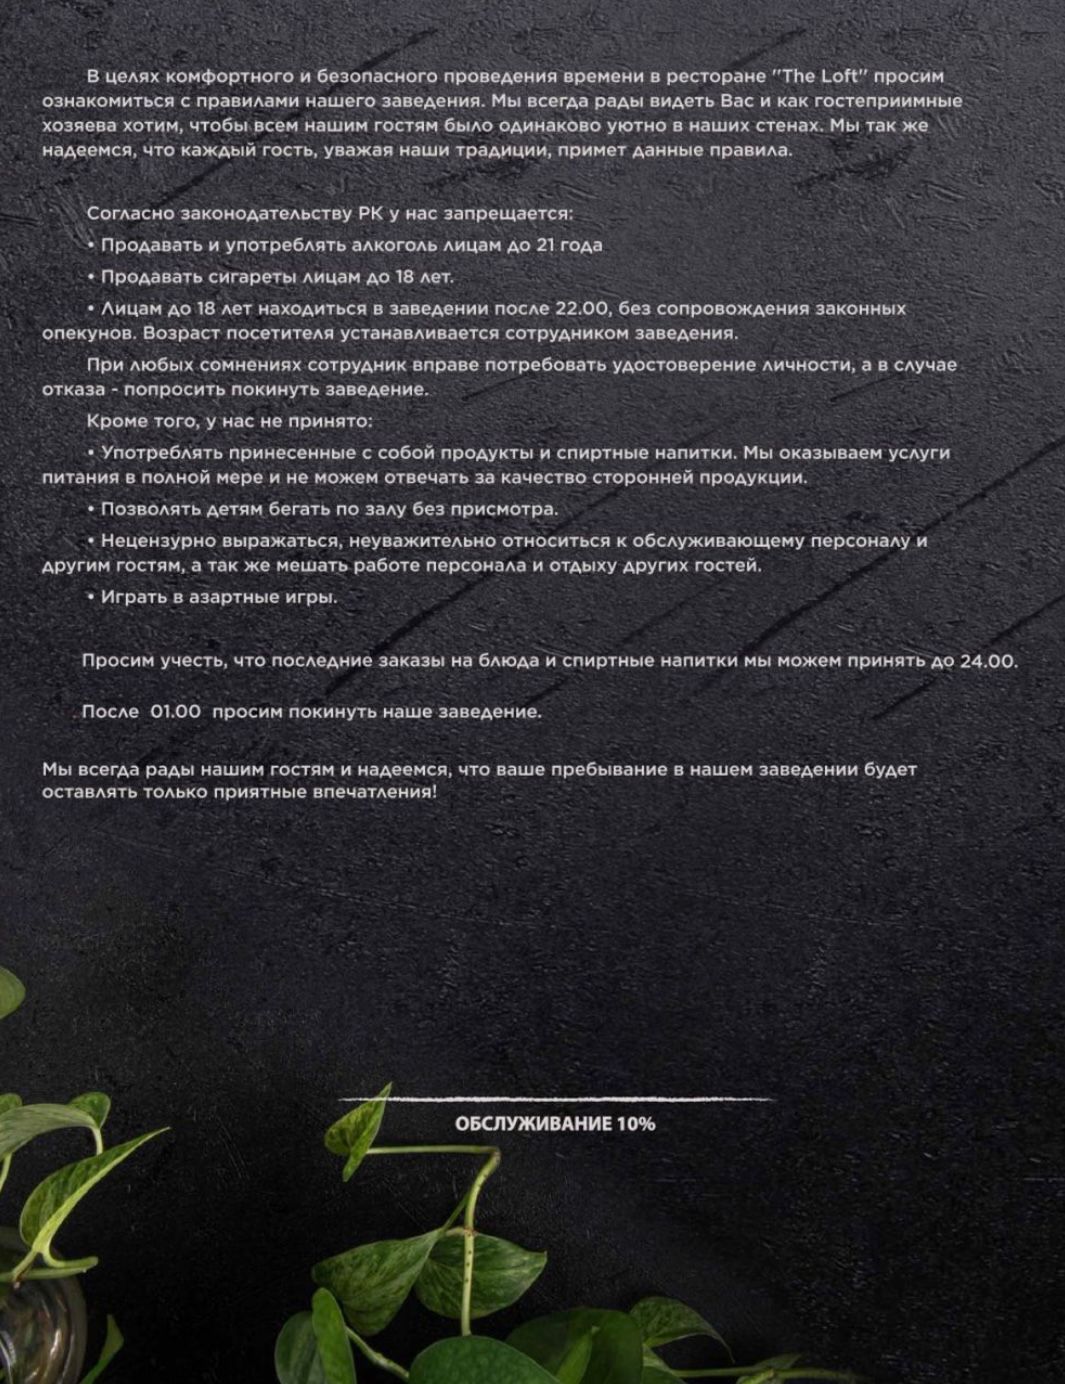 В целях комфортного и безопасного проведения времени в ресторане "The Loft" просим
ознакомиться с правилами нашего заведения. Мы всегда рады видеть Вас и как гостеприимные
хозяева хотим, чтобы всем нашим гостям было одинаково уютно в наших стенах. Мы так же
надеемся, что каждый гость, уважая наши традиции, примет данные правила.
Согласно законодательству РК у нас запрещается:
• Продавать и употреблять алкоголь лицам до 21 года
• Продавать сигареты лицам до 18 лет.
• Лицам до 18 лет находиться в заведении после 22.00, без сопровождения законных
опекунов. Возраст посетителя устанавливается сотрудником заведения.
При любых сомнениях сотрудник вправе потребовать удостоверение личности, а в случае
отказа - попросить покинуть заведение.
Кроме того, у нас не принято:
• Употреблять принесенные с собой продукты и спиртные напитки. Мы оказываем услуги
питания в полной мере и не можем отвечать за качество сторонней продукции.
• Позволять детям бегать по залу без присмотра.
• Нецензурно выражаться, неуважительно относиться к обслуживающему персоналу и
другим гостям, а так же мешать работе персонала и отдыху других гостей.
• Играть в азартные игры.
Просим учесть, что последние заказы на блюда и спиртные напитки мы можем принять до 24.00.
После 01.00 просим покинуть наше заведение.
Мы всегда рады нашим гостям и надеемся, что ваше пребывание в нашем заведении будет
оставлять только приятные впечатления!
ОБСЛУЖИВАНИЕ 10%